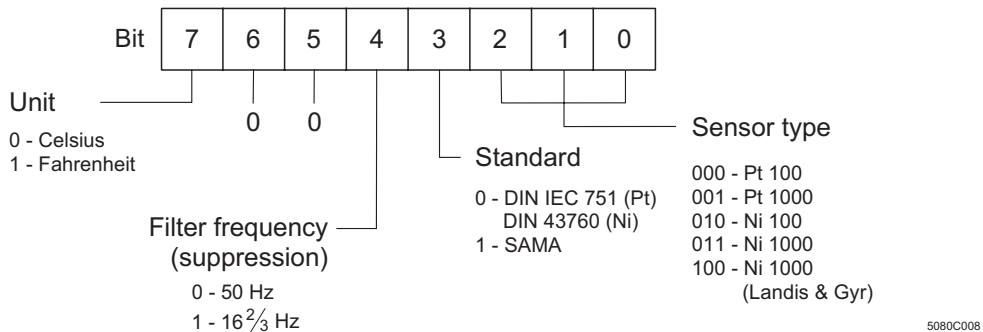 Bit 7 6 5 4 3 2 1 0
Unit
0 - Celsius
1 - Fahrenheit
0 0
Filter frequency
(suppression)
0 - 50 Hz
1 - 16 2/3 Hz
Standard
0 - DIN IEC 751 (Pt)
DIN 43760 (Ni)
1 - SAMA
Sensor type
000 - Pt 100
001 - Pt 1000
010 - Ni 100
011 - Ni 1000
100 - Ni 1000
(Landis & Gyr)
5080C008